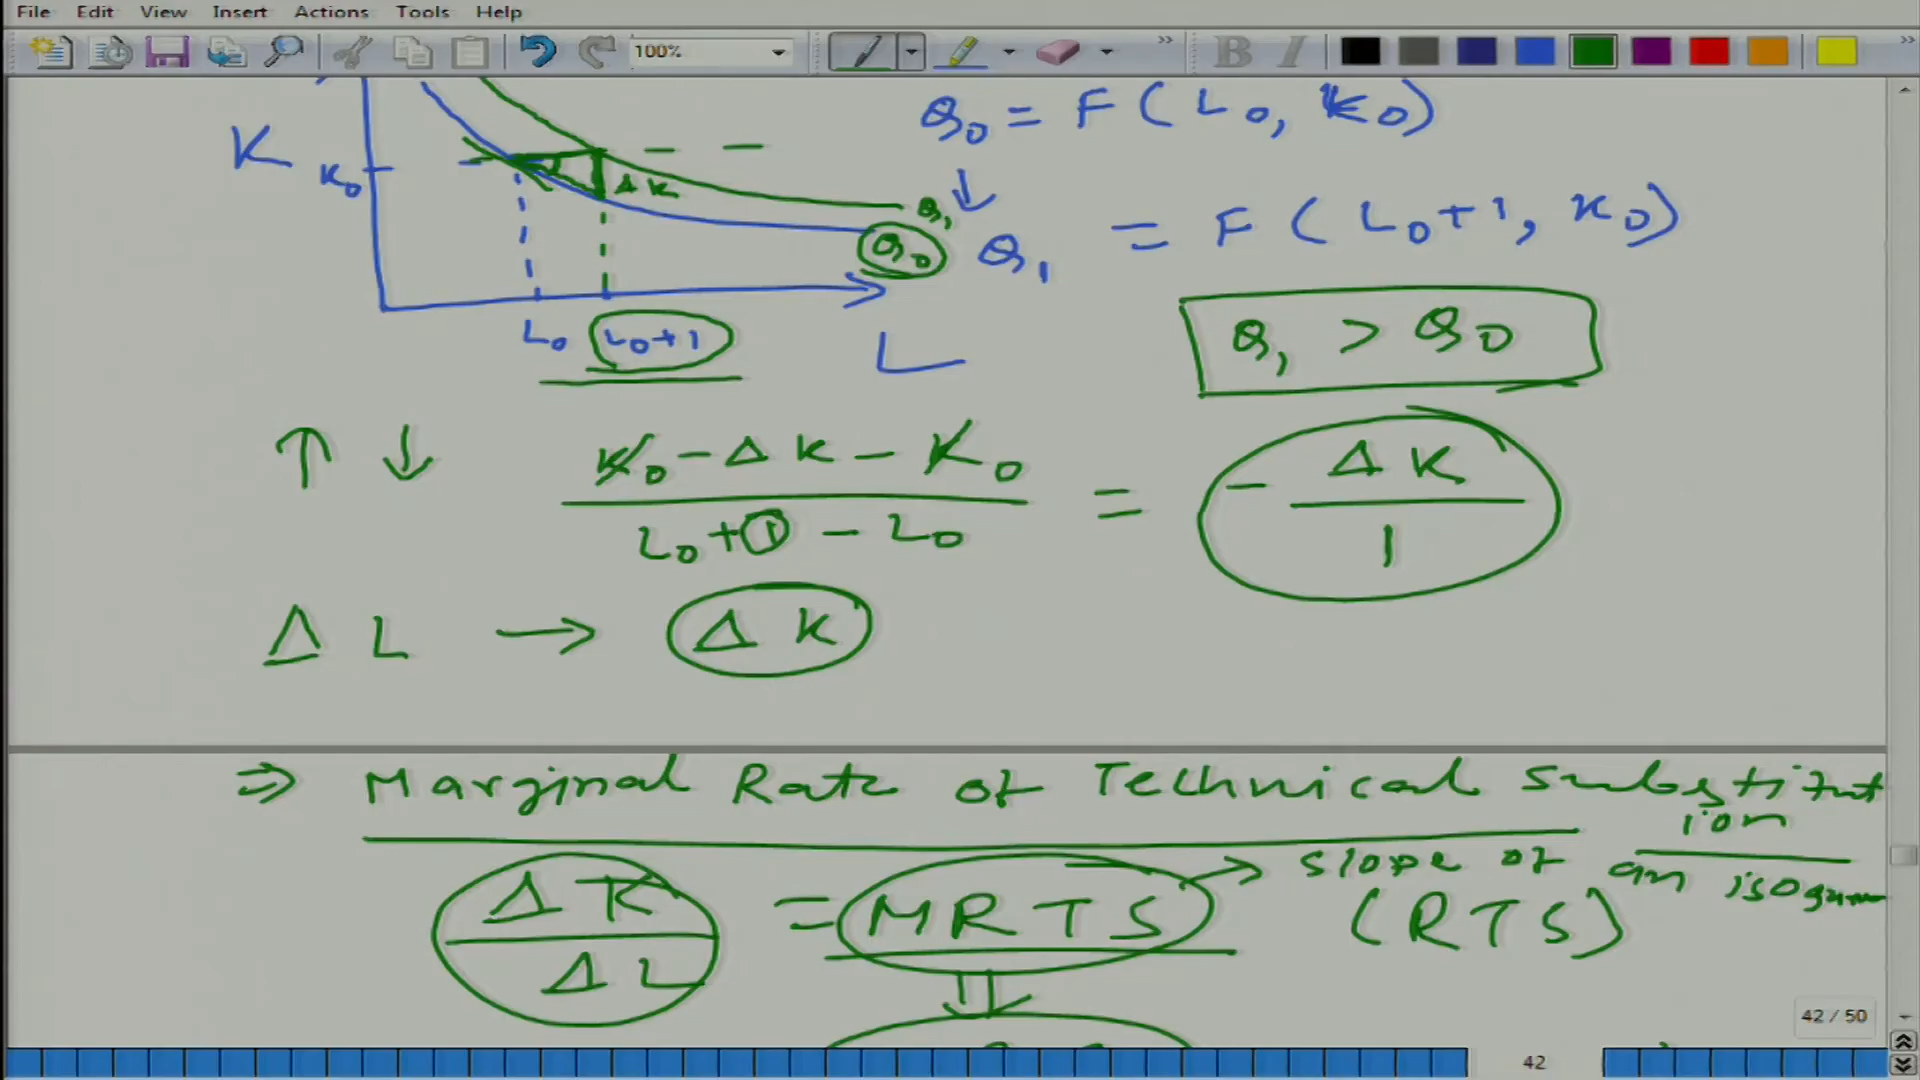 File Edit View Insert Actions Tools Help
100%
B I
K
K0
ΔK
Q1
Q0
L0 L0+1
L
Q0 = F(L0, K0)
↓
Q1 = F(L0+1, K0)
Q1 > Q0
↑ ↓
K0 - ΔK - K0 / L0+1 - L0 = - ΔK / 1
ΔL → ΔK
⇒ Marginal Rate of Technical Substitut
ion
ΔK / ΔL = MRTS → slope of an
(RTS)
42 / 50
42